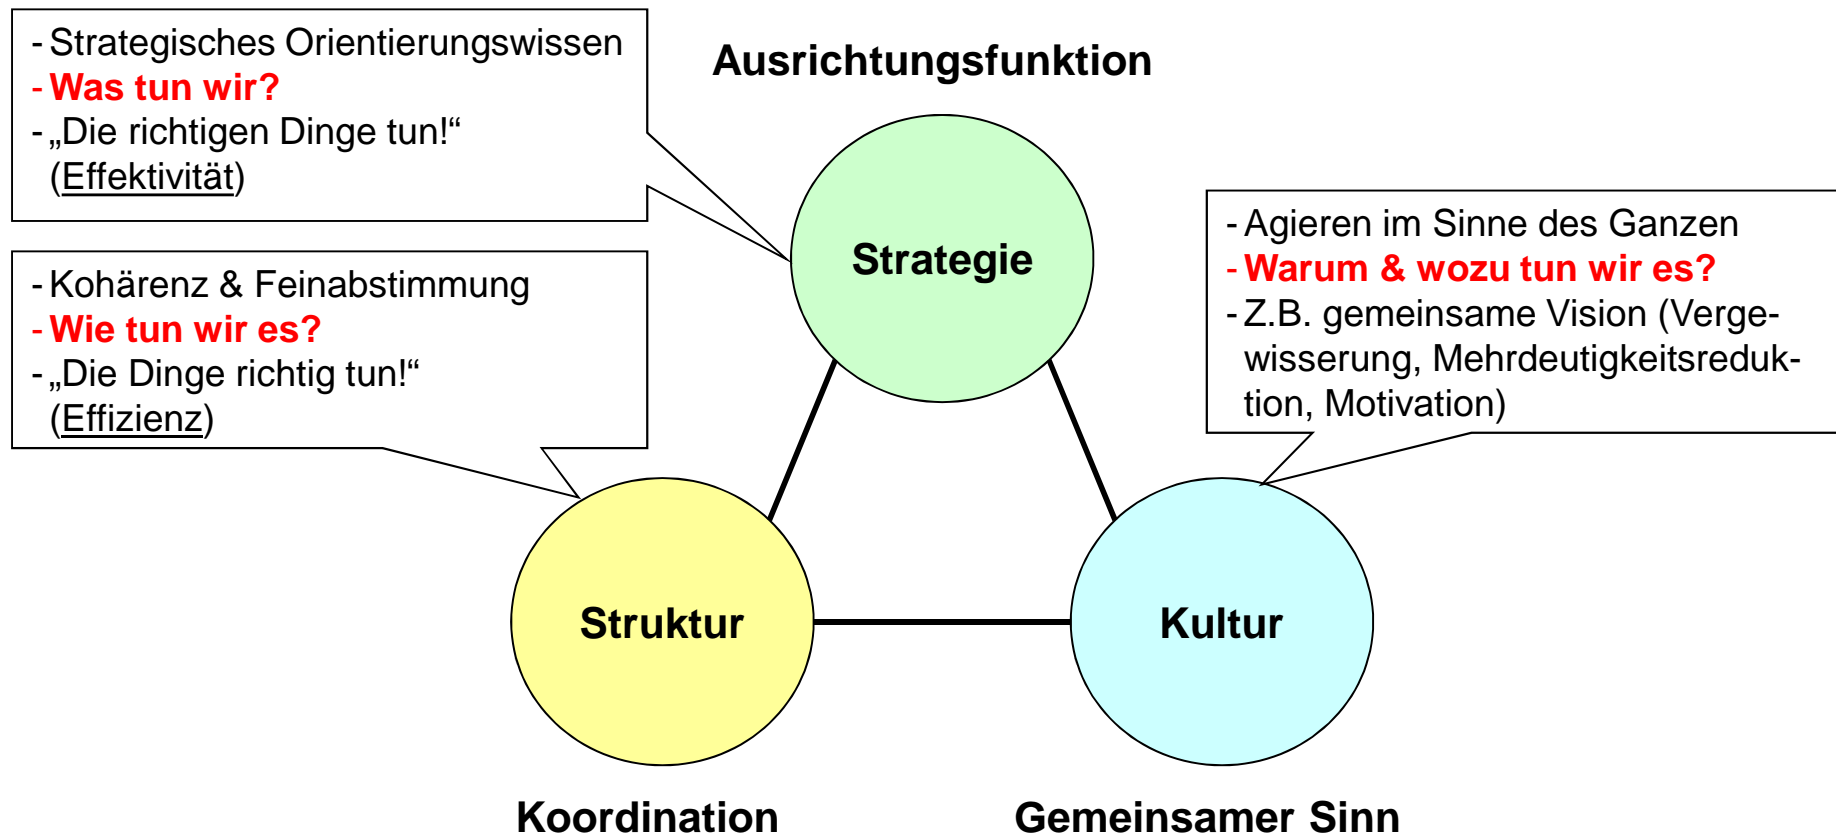 - Strategisches Orientierungswissen
- Was tun wir?
- „Die richtigen Dinge tun!“
(Effektivität)
Ausrichtungsfunktion
Strategie
- Kohärenz & Feinabstimmung
- Wie tun wir es?
- „Die Dinge richtig tun!“
(Effizienz)
- Agieren im Sinne des Ganzen
- Warum & wozu tun wir es?
- Z.B. gemeinsame Vision (Verge-
wisserung, Mehrdeutigkeitsreduk-
tion, Motivation)
Struktur
Kultur
Koordination
Gemeinsamer Sinn